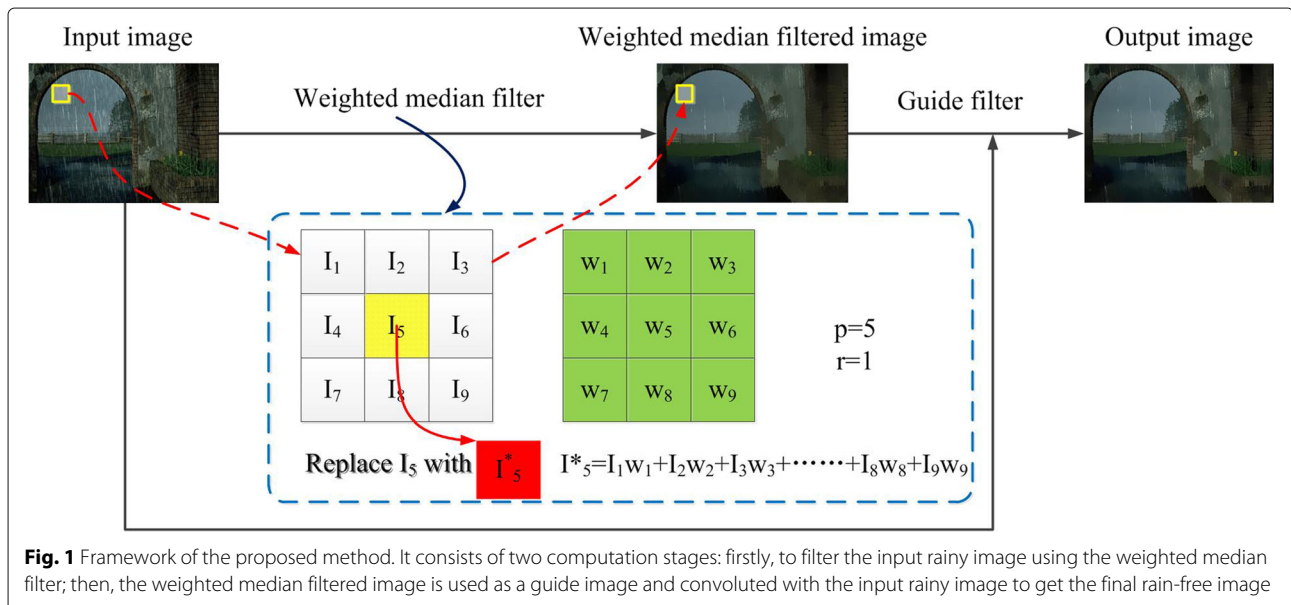 Input image
Weighted median filtered image
Output image
Weighted median filter
Guide filter
I₁ I₂ I₃
I₄ I₅ I₆
I₇ I₈ I₉
w₁ w₂ w₃
w₄ w₅ w₆
w₇ w₈ w₉
p=5
r=1
Replace I₅ with I*₅
I*₅=I₁w₁+I₂w₂+I₃w₃+⋯⋯+I₈w₈+I₉w₉
Fig. 1 Framework of the proposed method. It consists of two computation stages: firstly, to filter the input rainy image using the weighted median
filter; then, the weighted median filtered image is used as a guide image and convoluted with the input rainy image to get the final rain-free image